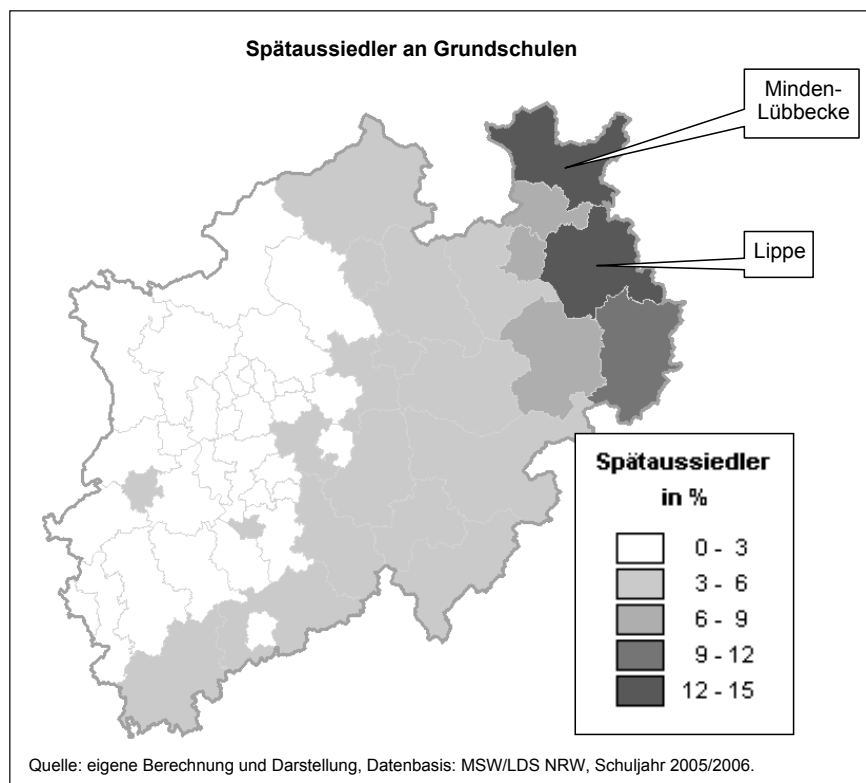 Spätaussiedler an Grundschulen
Minden-
Lübbecke
Lippe
Spätaussiedler
in %
0 - 3
3 - 6
6 - 9
9 - 12
12 - 15
Quelle: eigene Berechnung und Darstellung, Datenbasis: MSW/LDS NRW, Schuljahr 2005/2006.